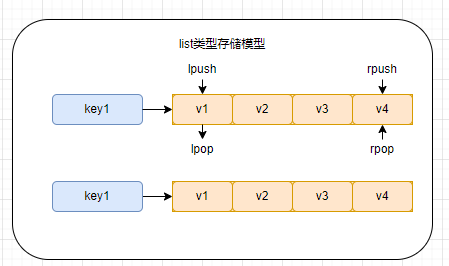 list类型存储模型
lpush rpush
key1 v1 v2 v3 v4
lpop rpop
key1 v1 v2 v3 v4